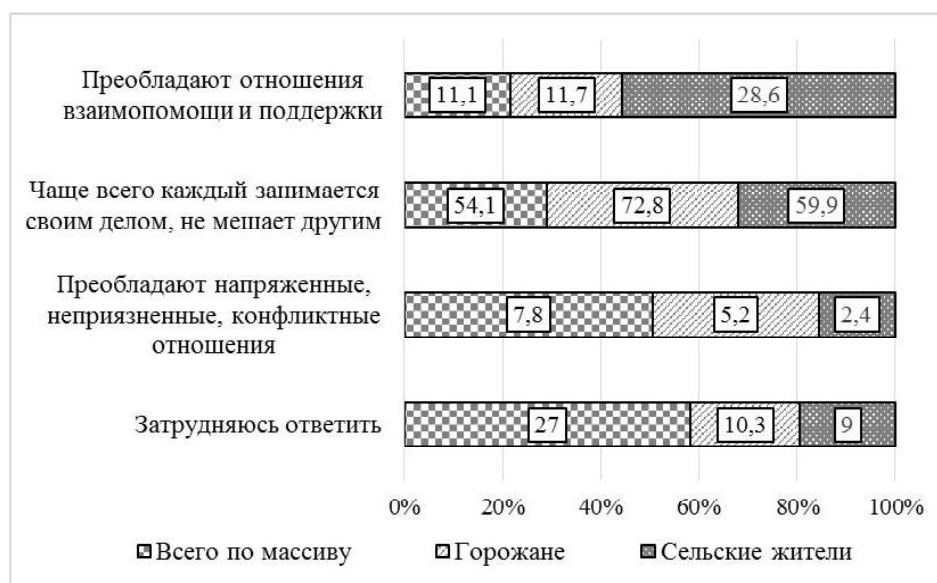 Преобладают отношения
взаимопомощи и поддержки
11,1 11,7 28,6
Чаще всего каждый занимается
своим делом, не мешает другим
54,1 72,8 59,9
Преобладают напряженные,
неприязненные, конфликтные
отношения
7,8 5,2 2,4
Затрудняюсь ответить
27 10,3 9
0% 20% 40% 60% 80% 100%
Всего по массиву Горожане Сельские жители